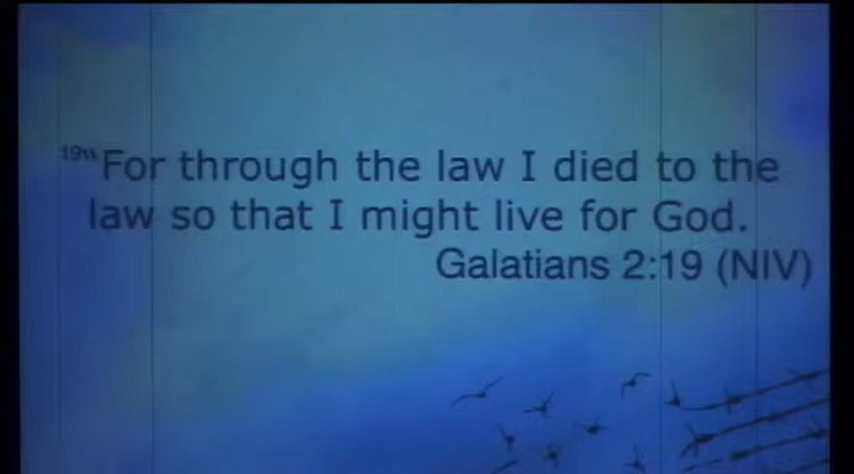 19“For through the law I died to the
law so that I might live for God.
Galatians 2:19 (NIV)